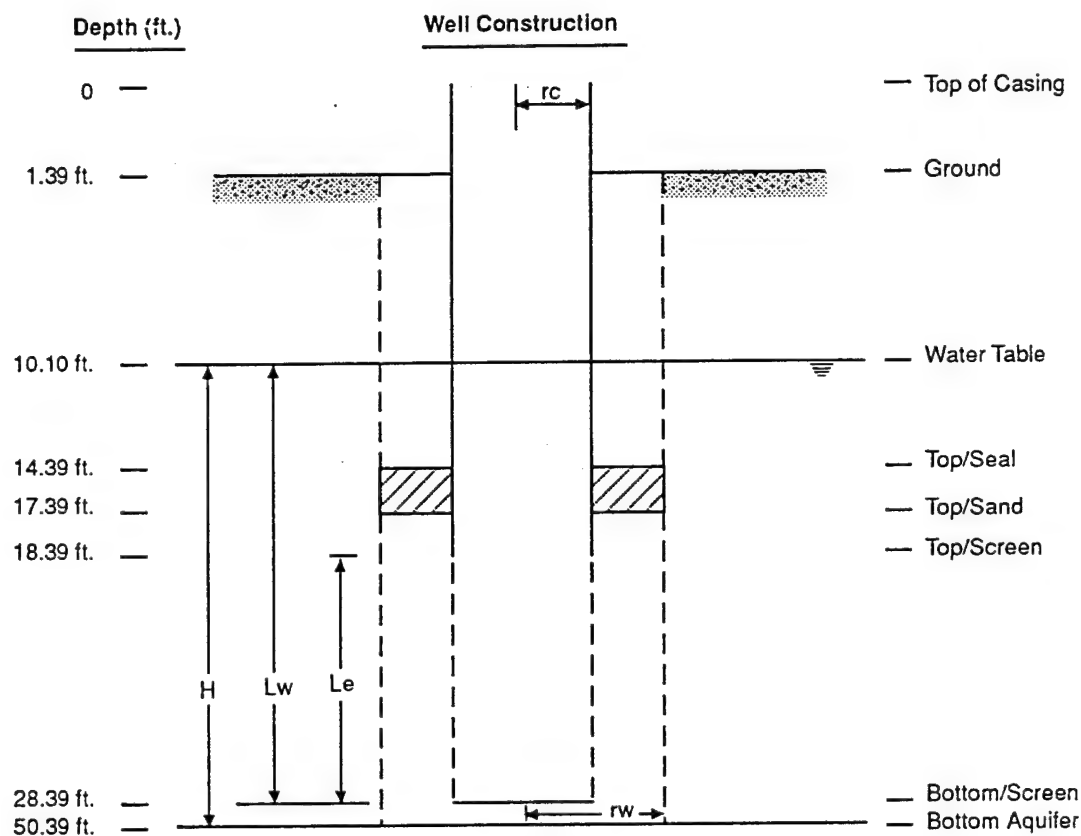 Depth (ft.)
Well Construction
0
rc
Top of Casing
1.39 ft.
Ground
10.10 ft.
Water Table
14.39 ft.
Top/Seal
17.39 ft.
Top/Sand
18.39 ft.
Top/Screen
H
Lw
Le
28.39 ft.
rw
Bottom/Screen
50.39 ft.
Bottom Aquifer